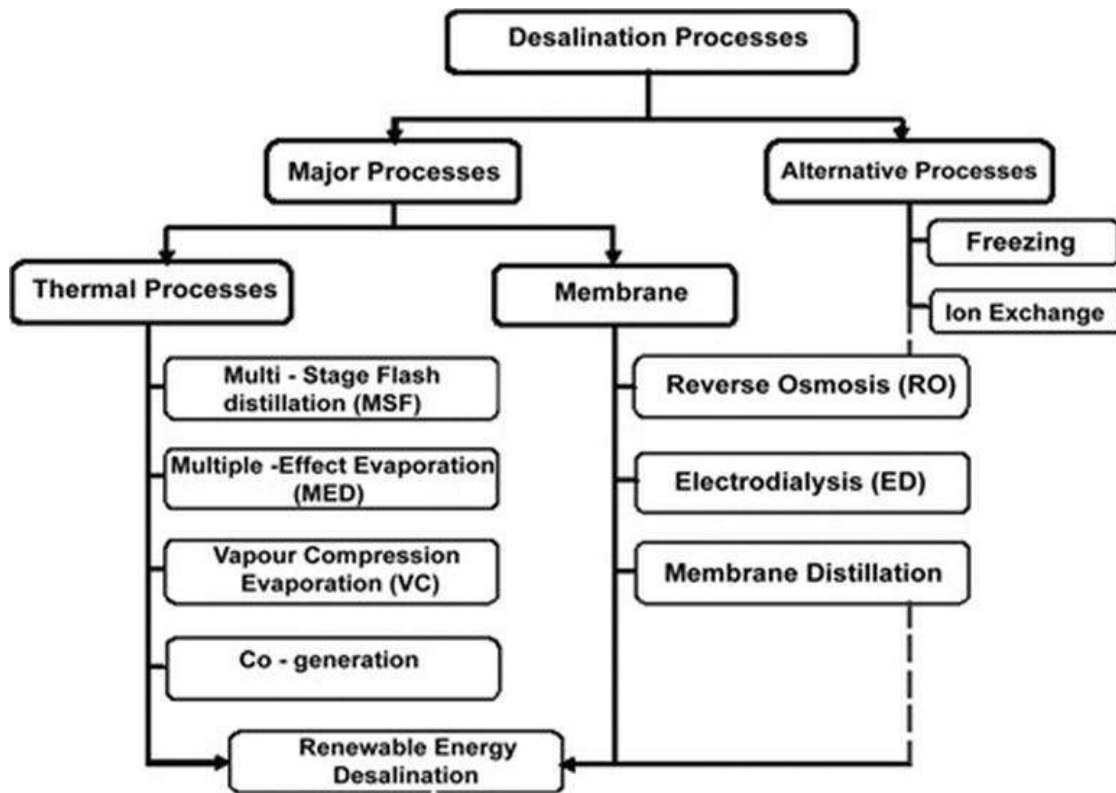 Desalination Processes
Major Processes
Alternative Processes
Freezing
Ion Exchange
Thermal Processes
Membrane
Multi - Stage Flash
distillation (MSF)
Multiple -Effect Evaporation
(MED)
Vapour Compression
Evaporation (VC)
Co - generation
Reverse Osmosis (RO)
Electrodialysis (ED)
Membrane Distillation
Renewable Energy
Desalination